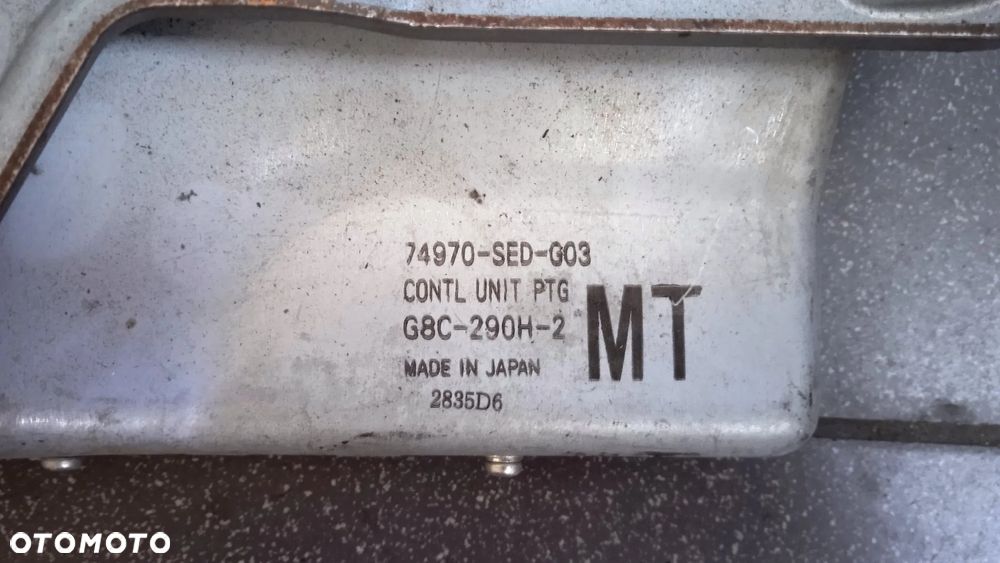 74970-SED-G03
CONTL UNIT PTG
G8C-290H-2
MT
MADE IN JAPAN
2835D6
OTOMOTO